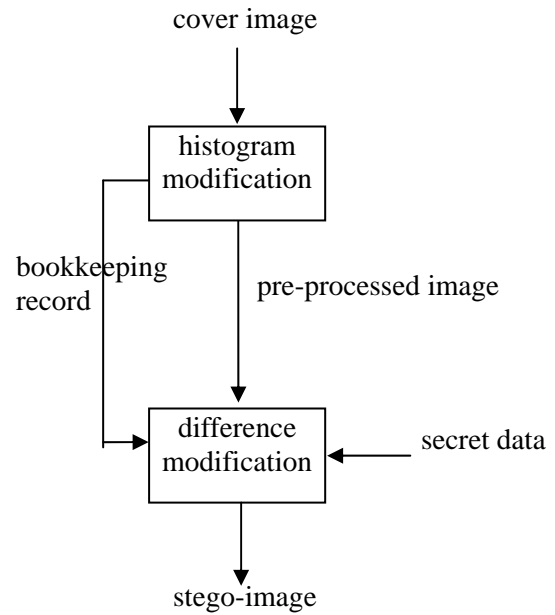 cover image
histogram
modification
bookkeeping
record
pre-processed image
difference
modification
secret data
stego-image